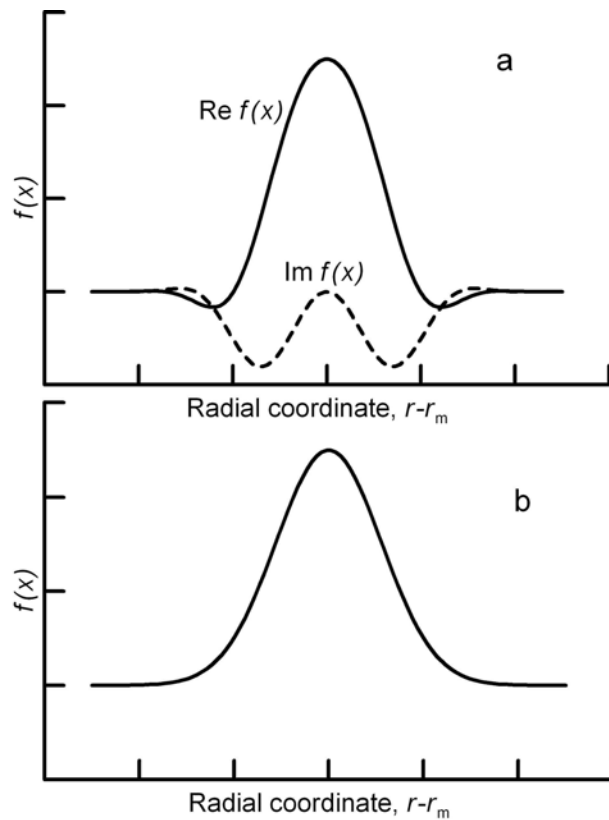 a
Re f(x)
f(x)
Im f(x)
Radial coordinate, r-rm
b
f(x)
Radial coordinate, r-rm